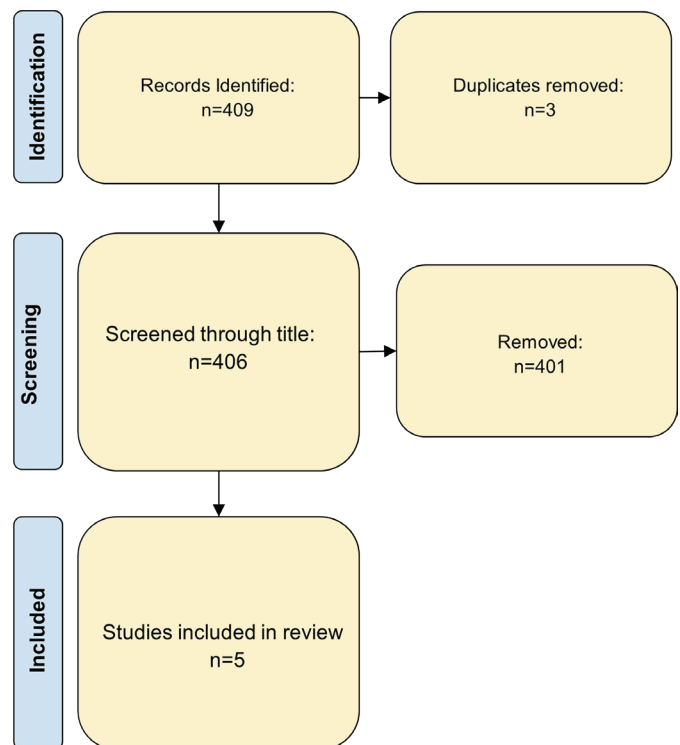 Identification
Records Identified:
n=409
Duplicates removed:
n=3
Screening
Screened through title:
n=406
Removed:
n=401
Included
Studies included in review
n=5